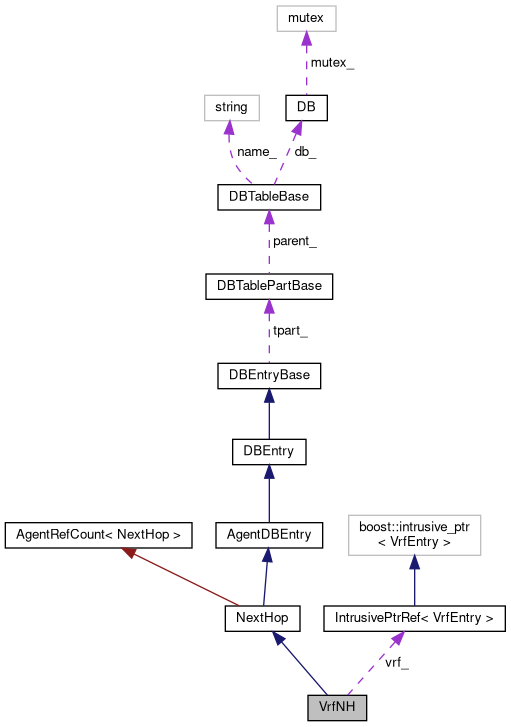 mutex
mutex_
string
DB
name_
db_
DBTableBase
parent_
DBTablePartBase
tpart_
DBEntryBase
DBEntry
AgentRefCount< NextHop >
AgentDBEntry
boost::intrusive_ptr
< VrfEntry >
NextHop
IntrusivePtrRef< VrfEntry >
vrf_
VrfNH